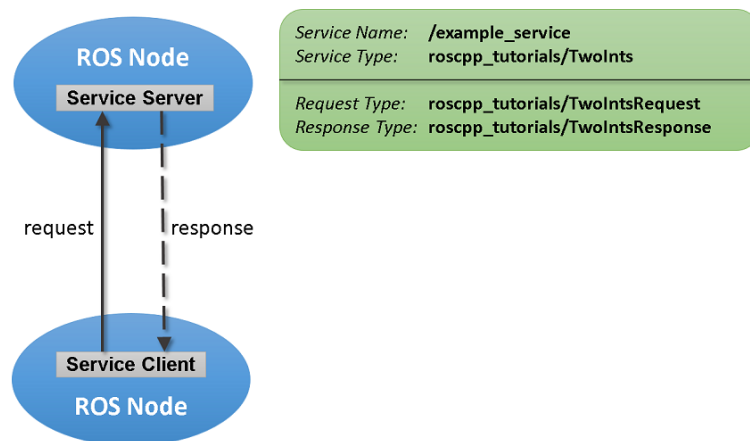 ROS Node
Service Server
Service Name: /example_service
Service Type: roscpp_tutorials/TwoInts
Request Type: roscpp_tutorials/TwoIntsRequest
Response Type: roscpp_tutorials/TwoIntsResponse
request
response
Service Client
ROS Node